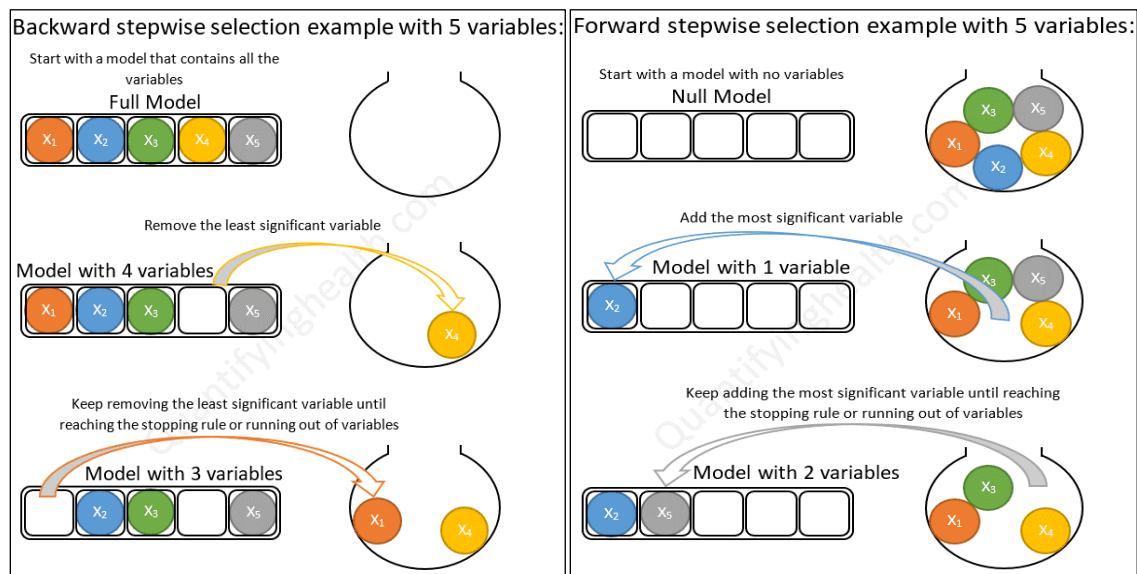 Backward stepwise selection example with 5 variables:
Start with a model that contains all the
variables
Full Model
X₁ X₂ X₃ X₄ X₅
Remove the least significant variable
Model with 4 variables
X₁ X₂ X₃ X₅
X₄
Keep removing the least significant variable until
reaching the stopping rule or running out of variables
Model with 3 variables
X₂ X₃ X₅
X₁ X₄
Quantifyinghealth.com
Forward stepwise selection example with 5 variables:
Start with a model with no variables
Null Model
X₃ X₅
X₁ X₄
X₂
Add the most significant variable
Model with 1 variable
X₂
X₃ X₅
X₁ X₄
Keep adding the most significant variable until reaching
the stopping rule or running out of variables
Model with 2 variables
X₂ X₅
X₃
X₁ X₄
Quantifyinghealth.com